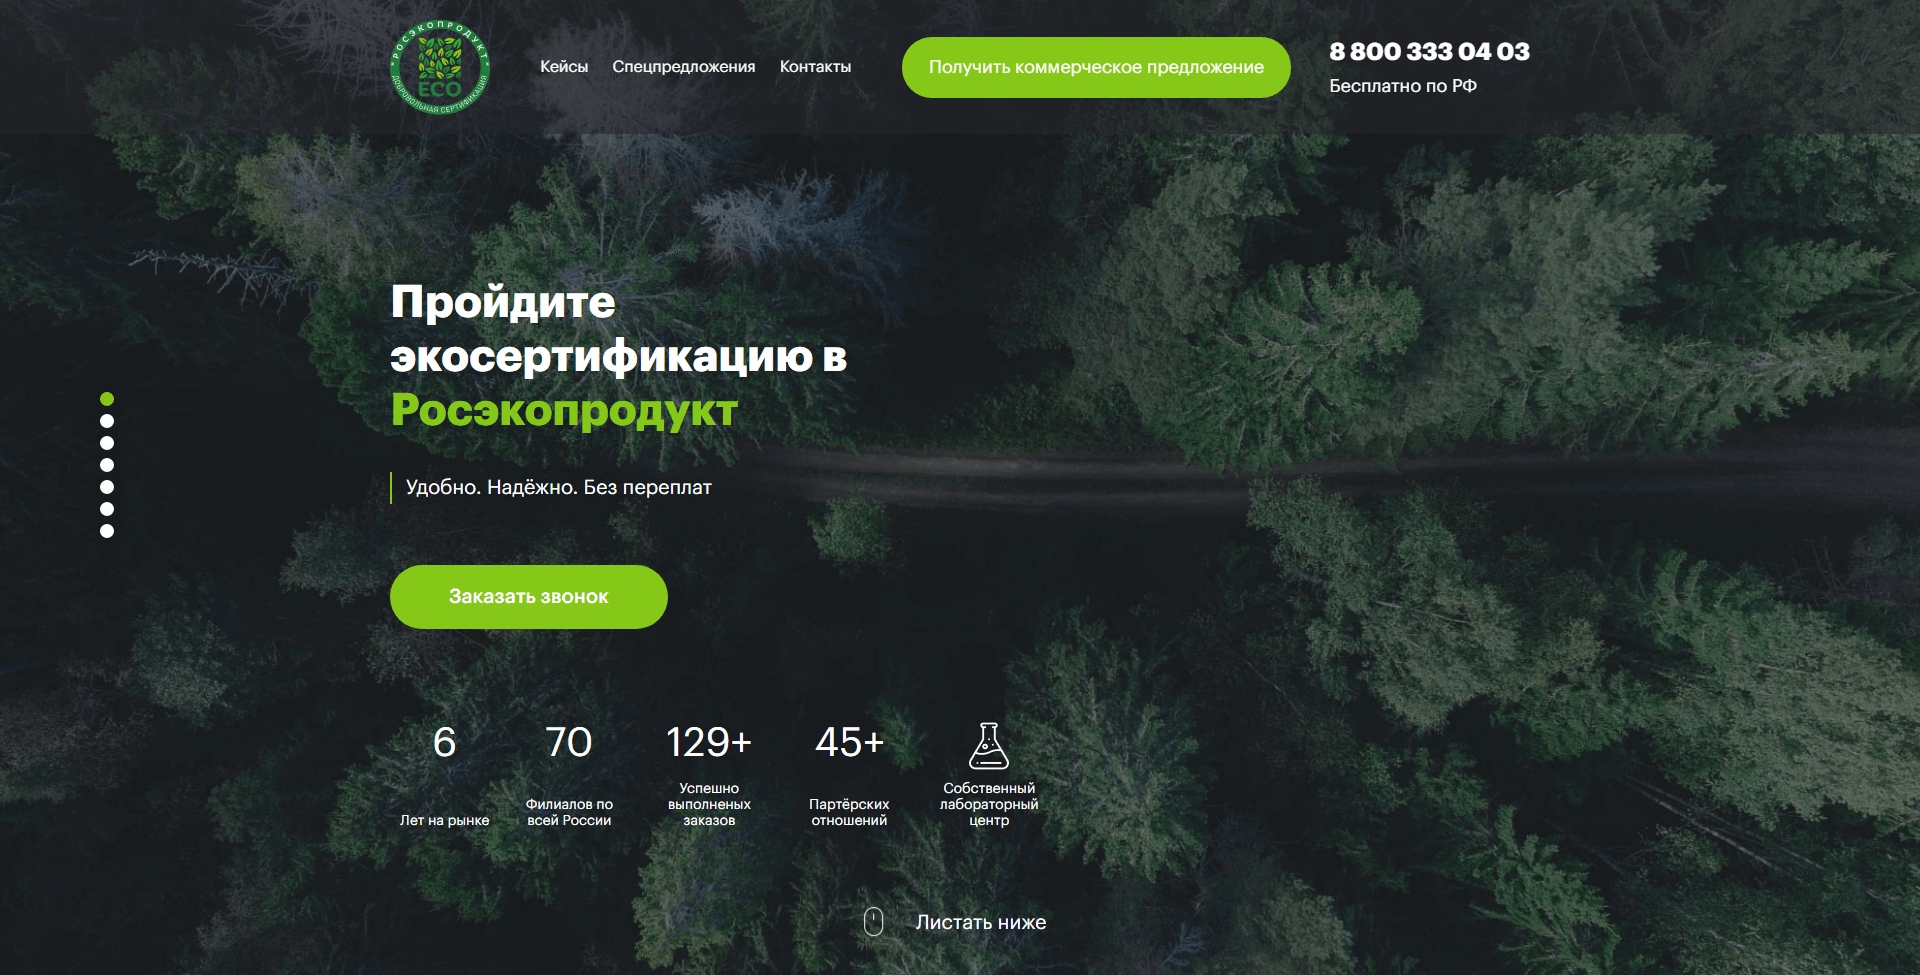 РОСЭКОПРОДУКТ
ECO
ДОБРОВОЛЬНАЯ СЕРТИФИКАЦИЯ
Кейсы
Спецпредложения
Контакты
Получить коммерческое предложение
8 800 333 04 03
Бесплатно по РФ
Пройдите
экосертификацию в
Росэкопродукт
Удобно. Надёжно. Без переплат
Заказать звонок
6
Лет на рынке
70
Филиалов по
всей России
129+
Успешно
выполненых
заказов
45+
Партёрских
отношений
Собственный
лабораторный
центр
Листать ниже